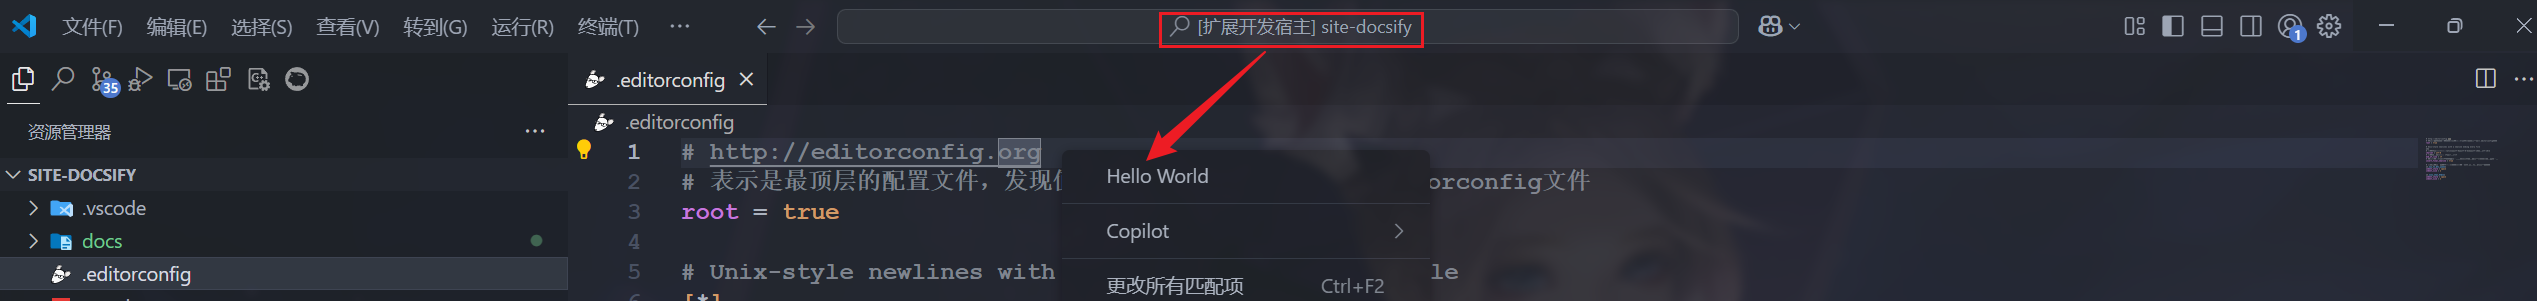 文件(F) 编辑(E) 选择(S) 查看(V) 转到(G) 运行(R) 终端(T) ··· [扩展开发宿主] site-docsify 1
35
.editorconfig
资源管理器 ···
.editorconfig
1 # http://editorconfig.org
Hello World
SITE-DOCSIFY
2 # 表示是最顶层的配置文件，发现 orconfig文件
.vscode
3 root = true
Copilot
docs
4
.editorconfig
5 # Unix-style newlines with le
更改所有匹配项 Ctrl+F2